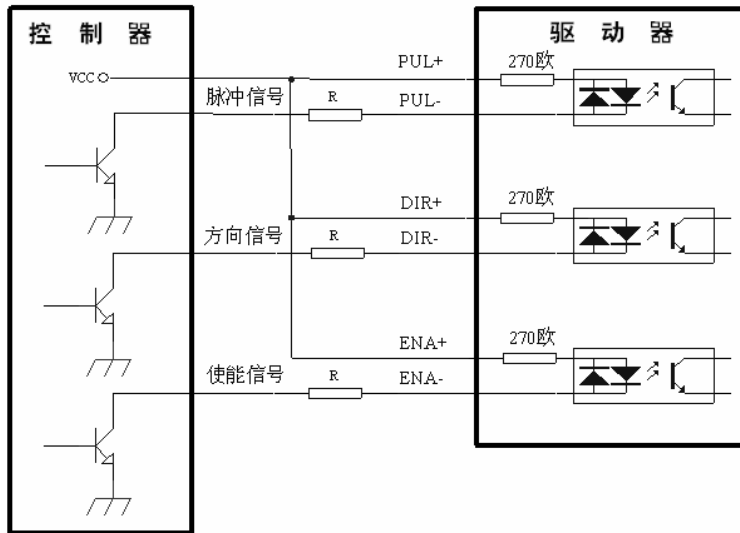 控 制 器
驱 动 器
VCC
PUL+
270欧
脉冲信号
R
PUL-
DIR+
270欧
方向信号
R
DIR-
ENA+
270欧
使能信号
R
ENA-